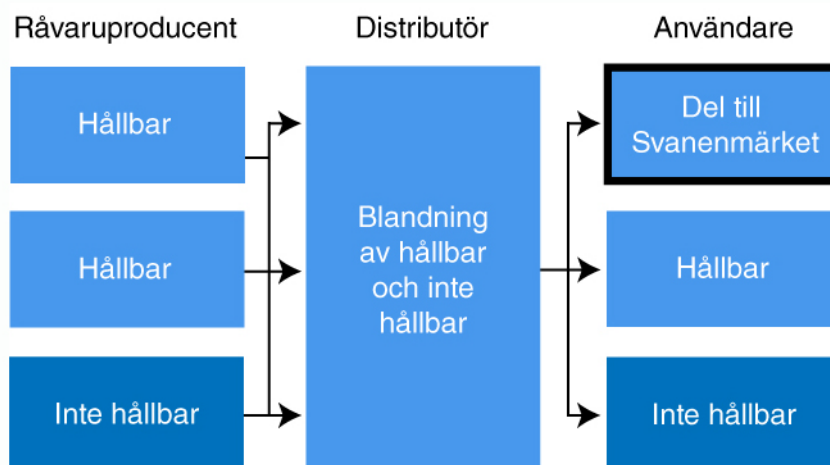 Råvaruproducent
Distributör
Användare
Hållbar
Hållbar
Inte hållbar
Blandning
av hållbar
och inte
hållbar
Del till
Svanenmärket
Hållbar
Inte hållbar